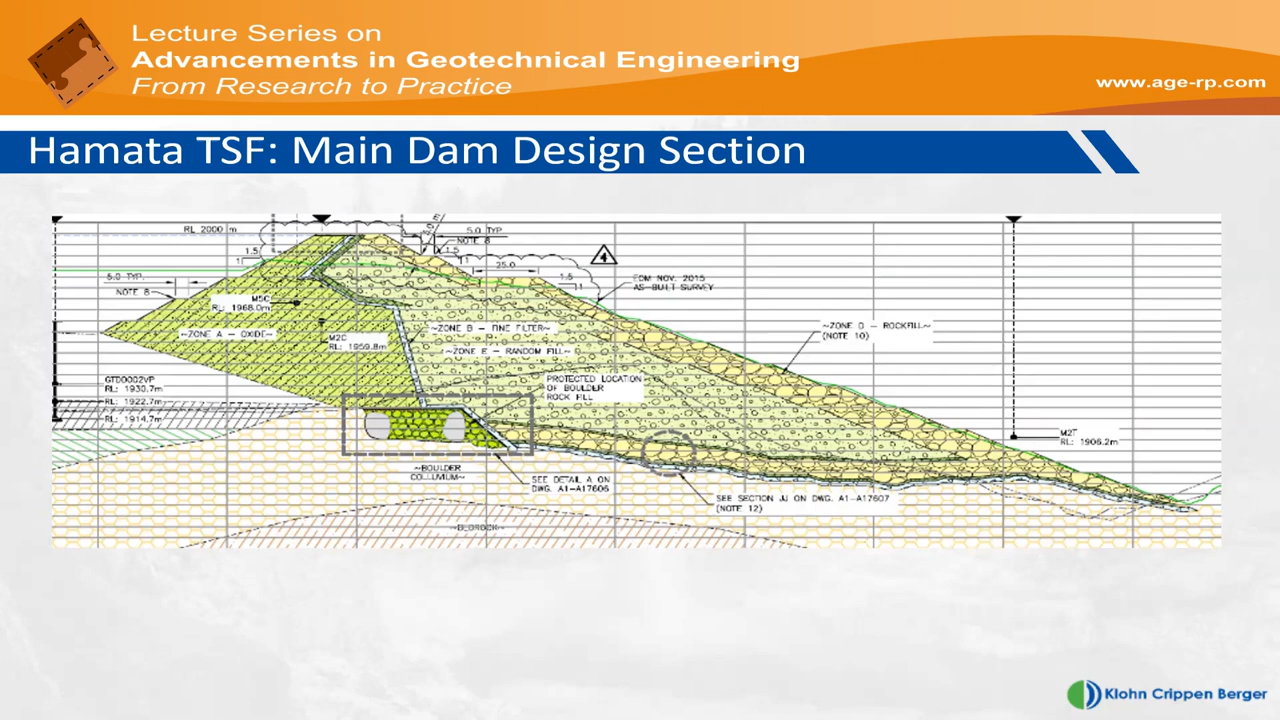 Lecture Series on
Advancements in Geotechnical Engineering
From Research to Practice
www.age-rp.com
Hamata TSF: Main Dam Design Section
RL 2000 m
5.0 TYP
NOTE 8
1.5
1
1.5
1
25.0
4
1.5
1
EOM NOV. 2015
AS-BUILT SURVEY
5.0 TYP.
NOTE 8
M5C
RL: 1968.0m
~ZONE A - OXIDE~
M2C
RL: 1959.8m
~ZONE B - FINE FILTER~
~ZONE E - RANDOM FILL~
~ZONE D - ROCKFILL~
(NOTE 10)
PROTECTED LOCATION
OF BOULDER
ROCK FILL
GTD0002VP
RL: 1930.7m
RL: 1922.7m
RL: 1914.7m
M2T
RL: 1906.2m
~BOULDER
COLLUVIUM~
SEE DETAIL A ON
DWG. A1-A17606
SEE SECTION JJ ON DWG. A1-A17607
(NOTE 12)
~BEDROCK~
Klohn Crippen Berger